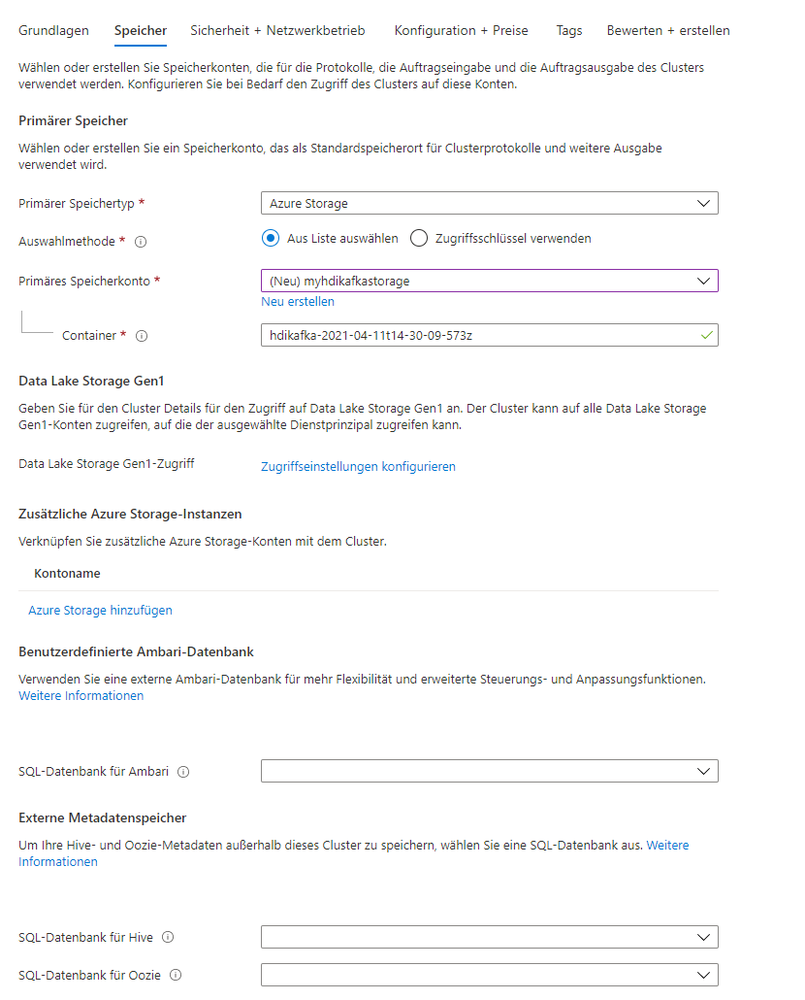 Grundlagen Speicher Sicherheit + Netzwerkbetrieb Konfiguration + Preise Tags Bewerten + erstellen
Wählen oder erstellen Sie Speicherkonten, die für die Protokolle, die Auftragseingabe und die Auftragsausgabe des Clusters
verwendet werden. Konfigurieren Sie bei Bedarf den Zugriff des Clusters auf diese Konten.
Primärer Speicher
Wählen oder erstellen Sie ein Speicherkonto, das als Standardspeicherort für Clusterprotokolle und weitere Ausgabe
verwendet wird.
Primärer Speichertyp * Azure Storage
Auswahlmethode * Aus Liste auswählen Zugriffsschlüssel verwenden
Primäres Speicherkonto * (Neu) myhdikafkastorage
Neu erstellen
Container * hdikafka-2021-04-11t14-30-09-573z
Data Lake Storage Gen1
Geben Sie für den Cluster Details für den Zugriff auf Data Lake Storage Gen1 an. Der Cluster kann auf alle Data Lake Storage
Gen1-Konten zugreifen, auf die der ausgewählte Dienstprinzipal zugreifen kann.
Data Lake Storage Gen1-Zugriff Zugriffseinstellungen konfigurieren
Zusätzliche Azure Storage-Instanzen
Verknüpfen Sie zusätzliche Azure Storage-Konten mit dem Cluster.
Kontoname
Azure Storage hinzufügen
Benutzerdefinierte Ambari-Datenbank
Verwenden Sie eine externe Ambari-Datenbank für mehr Flexibilität und erweiterte Steuerungs- und Anpassungsfunktionen.
Weitere Informationen
SQL-Datenbank für Ambari
Externe Metadatenspeicher
Um Ihre Hive- und Oozie-Metadaten außerhalb dieses Cluster zu speichern, wählen Sie eine SQL-Datenbank aus. Weitere
Informationen
SQL-Datenbank für Hive
SQL-Datenbank für Oozie